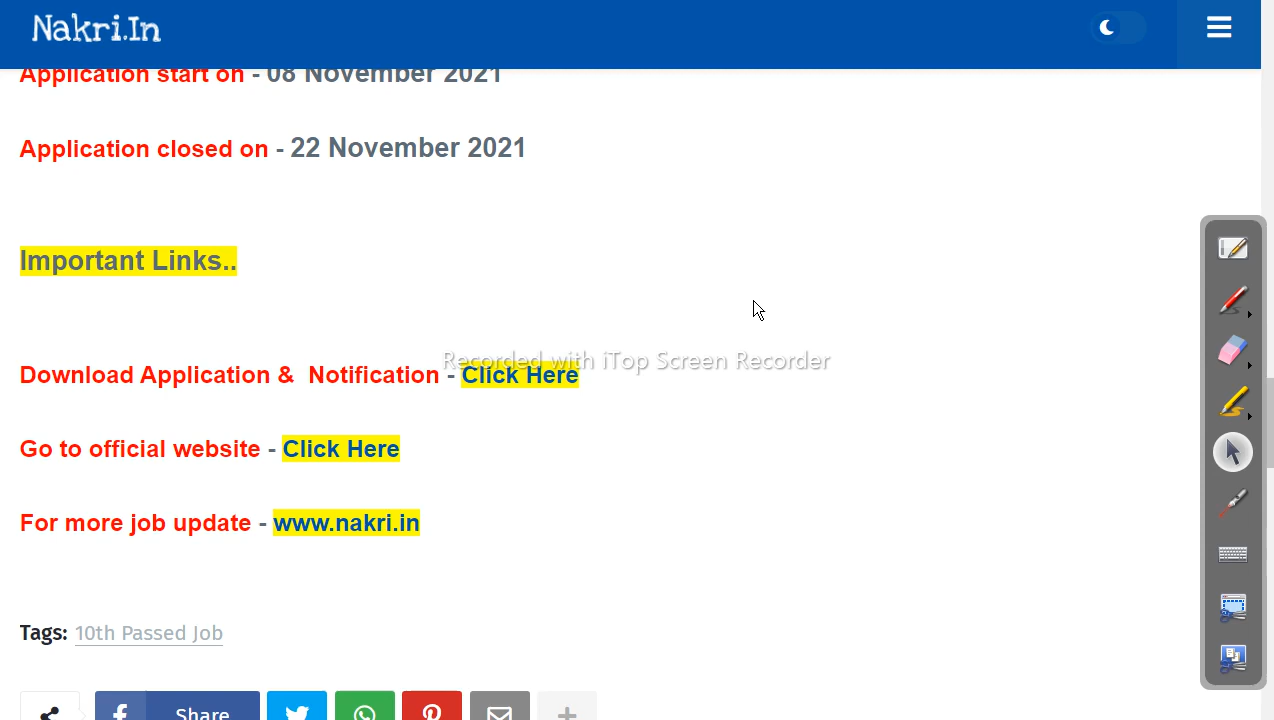 Nakri.In
Application start on - 08 November 2021
Application closed on - 22 November 2021
Important Links..
Recorded with iTop Screen Recorder
Download Application &  Notification - Click Here
Go to official website - Click Here
For more job update - www.nakri.in
Tags: 10th Passed Job
Share